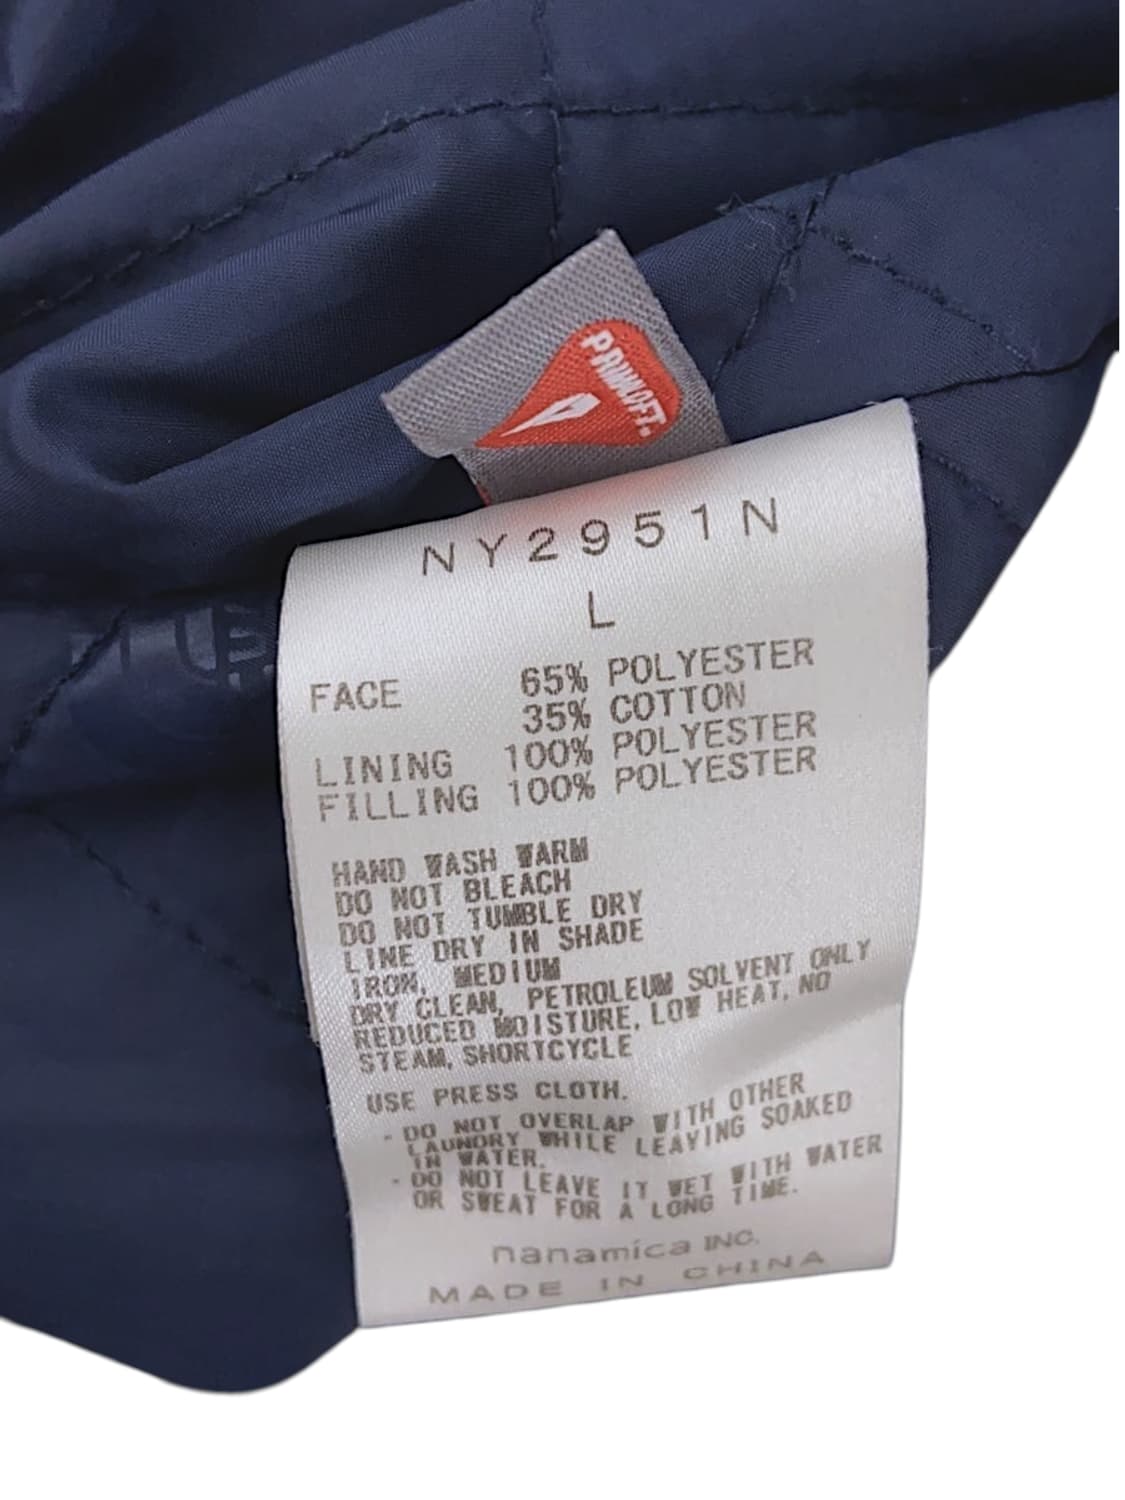 PRIMALOFT.
NY2951N
L
FACE 65% POLYESTER
35% COTTON
LINING 100% POLYESTER
FILLING 100% POLYESTER
HAND WASH WARM
DO NOT BLEACH
DO NOT TUMBLE DRY
LINE DRY IN SHADE
IRON, MEDIUM
DRY CLEAN, PETROLEUM SOLVENT ONLY
REDUCED MOISTURE, LOW HEAT, NO
STEAM, SHORTCYCLE
USE PRESS CLOTH.
- DO NOT OVERLAP WITH OTHER
LAUNDRY WHILE LEAVING SOAKED
IN WATER.
- DO NOT LEAVE IT WET WITH WATER
OR SWEAT FOR A LONG TIME.
nanamica INC.
MADE IN CHINA